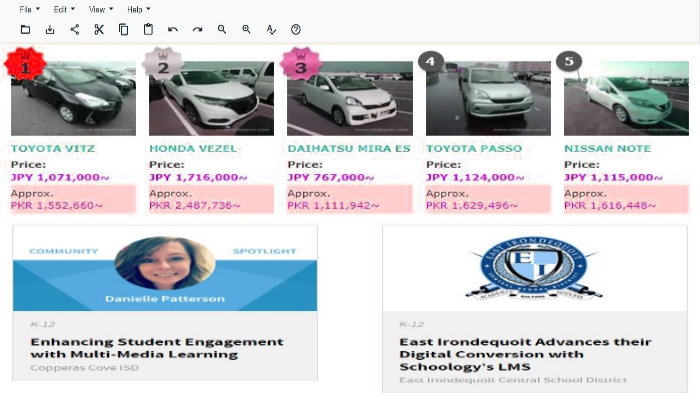 File Edit View Help
1 2 3 4 5
TOYOTA VITZ
Price:
JPY 1,071,000~
Approx.
PKR 1,552,660~
HONDA VEZEL
Price:
JPY 1,716,000~
Approx.
PKR 2,487,736~
DAIHATSU MIRA ES
Price:
JPY 767,000~
Approx.
PKR 1,111,942~
TOYOTA PASSO
Price:
JPY 1,124,000~
Approx.
PKR 1,629,496~
NISSAN NOTE
Price:
JPY 1,115,000~
Approx.
PKR 1,616,448~
COMMUNITY SPOTLIGHT
Danielle Patterson
K-12
Enhancing Student Engagement
with Multi-Media Learning
Copperas Cove ISD
EAST IRONDEQUOIT
EI
K-12
East Irondequoit Advances their
Digital Conversion with
Schoology's LMS
East Irondequoit Central School District